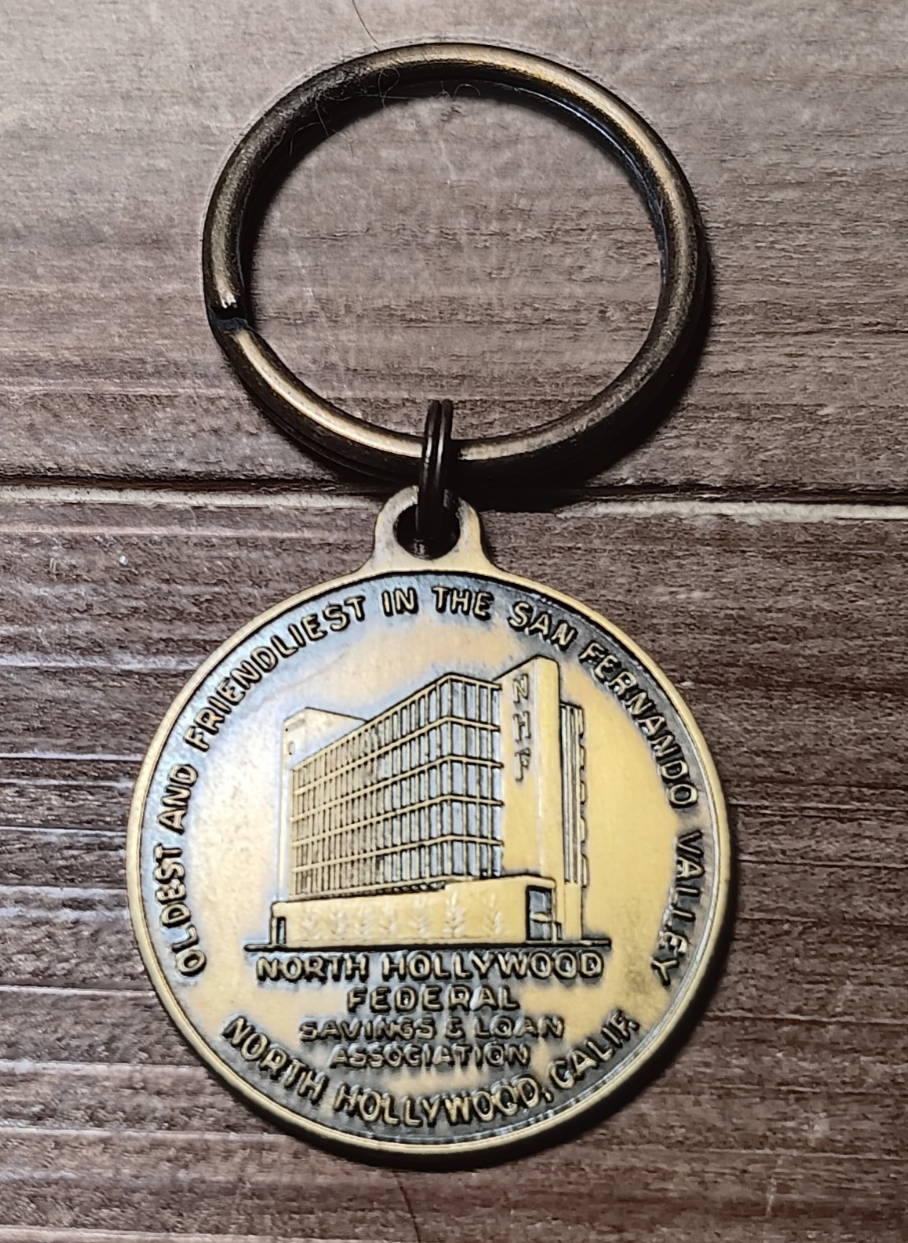 OLDEST AND FRIENDLIEST IN THE SAN FERNANDO VALLEY
NHF
NORTH HOLLYWOOD
FEDERAL
SAVINGS & LOAN
ASSOCIATION
NORTH HOLLYWOOD, CALIF.